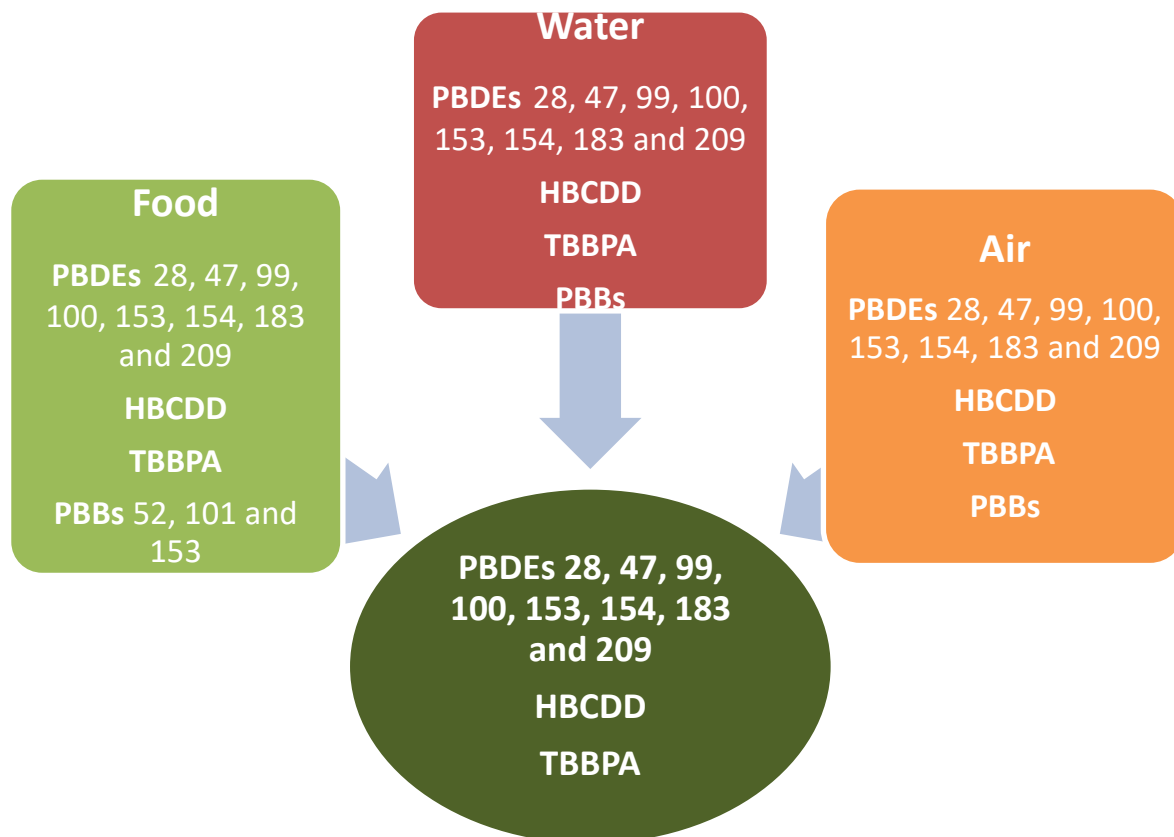 Water
PBDEs 28, 47, 99, 100,
153, 154, 183 and 209
HBCDD
TBBPA
PBBs
Food
PBDEs 28, 47, 99,
100, 153, 154, 183
and 209
HBCDD
TBBPA
PBBs 52, 101 and
153
Air
PBDEs 28, 47, 99, 100,
153, 154, 183 and 209
HBCDD
TBBPA
PBBs
PBDEs 28, 47, 99,
100, 153, 154, 183
and 209
HBCDD
TBBPA